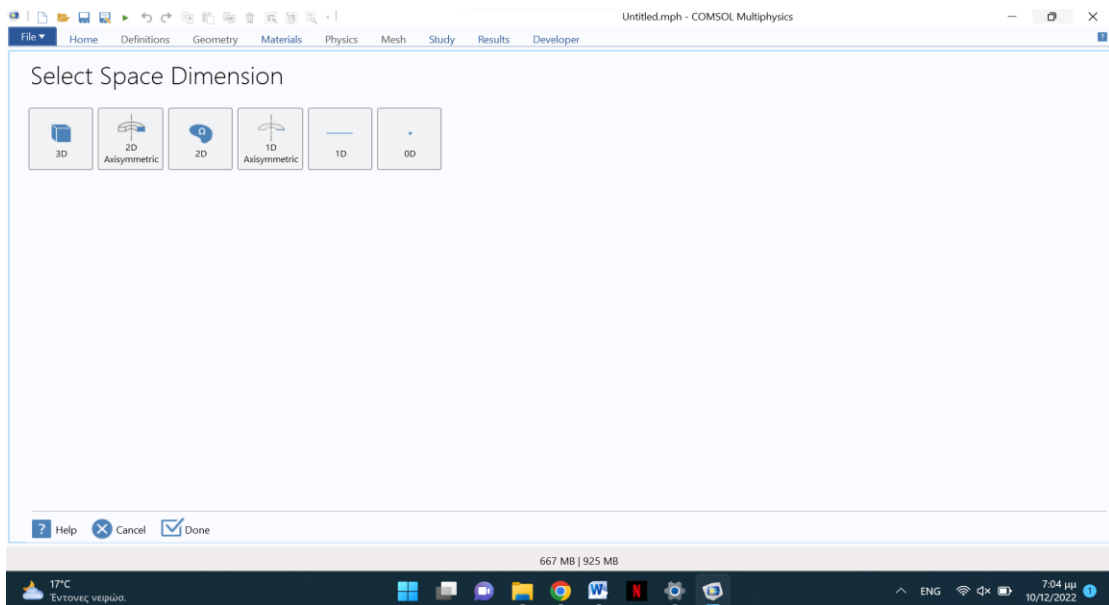 Untitled.mph - COMSOL Multiphysics
File Home Definitions Geometry Materials Physics Mesh Study Results Developer ?
Select Space Dimension
3D
2D
Axisymmetric
Ω
2D
1D
Axisymmetric
1D
0D
? Help Cancel Done
667 MB | 925 MB
17°C
Έντονες νεφώσ.
W
N
ENG
7:04 μμ
10/12/2022
1